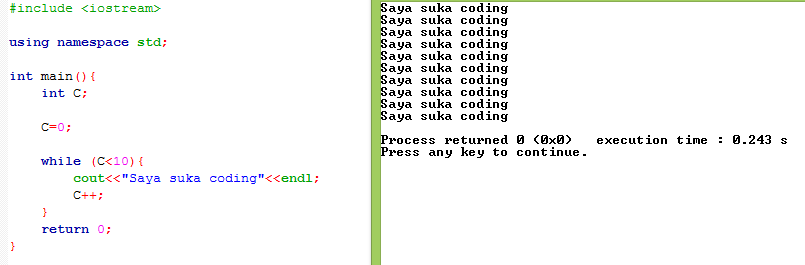 #include <iostream>
using namespace std;
int main(){
int C;
C=0;
while (C<10){
cout<<"Saya suka coding"<<endl;
C++;
}
return 0;
}
Saya suka coding
Saya suka coding
Saya suka coding
Saya suka coding
Saya suka coding
Saya suka coding
Saya suka coding
Saya suka coding
Saya suka coding
Saya suka coding
Process returned 0 (0x0)   execution time : 0.243 s
Press any key to continue.